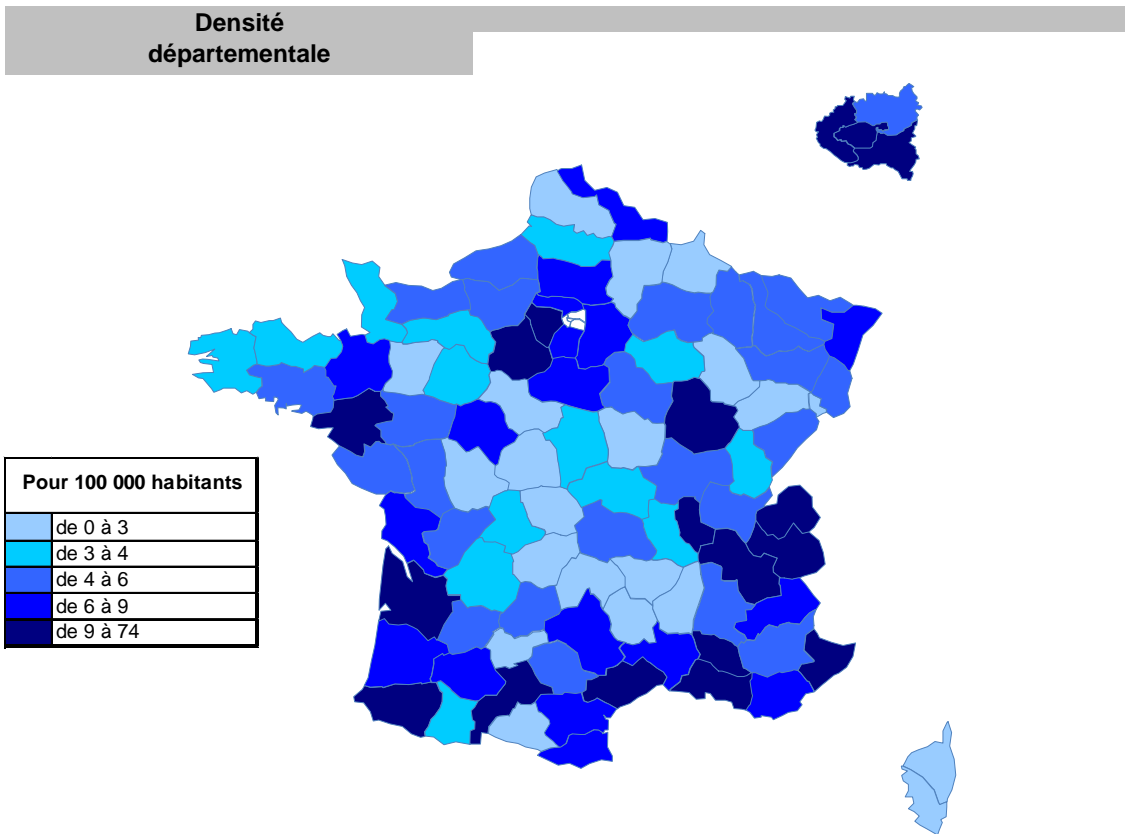 Densité
départementale
Pour 100 000 habitants
de 0 à 3
de 3 à 4
de 4 à 6
de 6 à 9
de 9 à 74